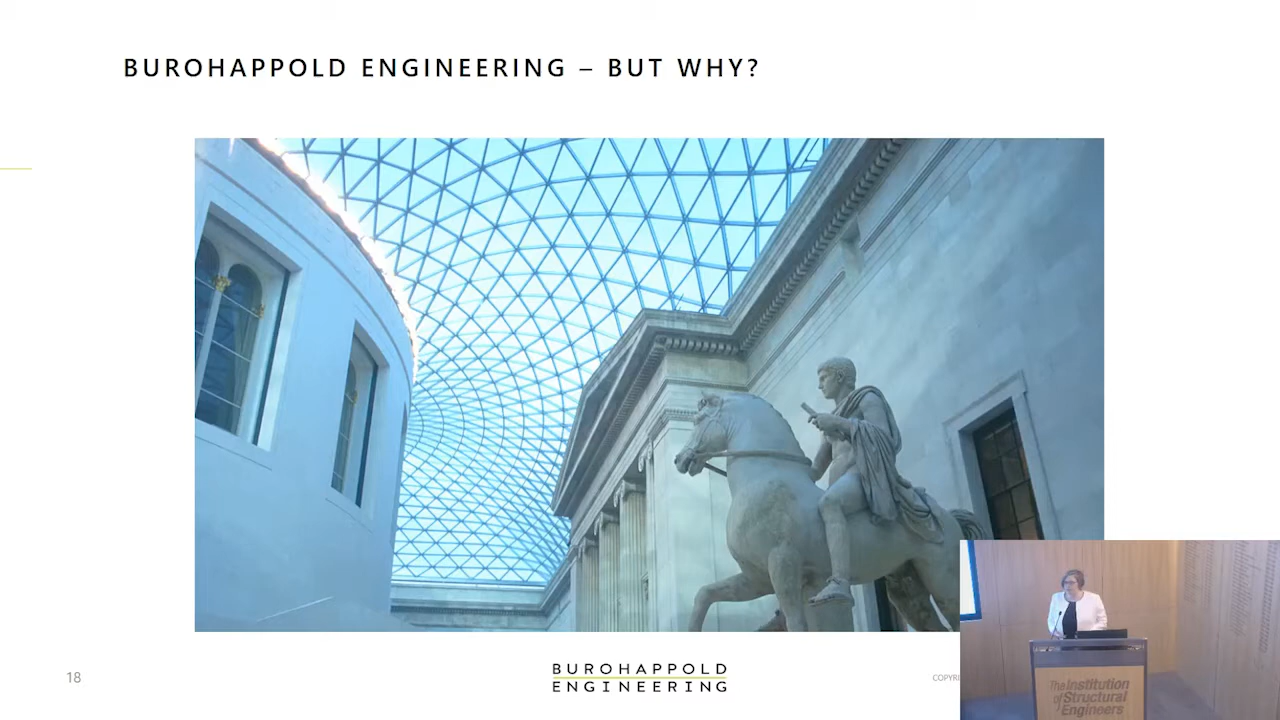 BUROHAPPOLD ENGINEERING – BUT WHY?
18
BUROHAPPOLD
ENGINEERING
The Institution
of Structural
Engineers